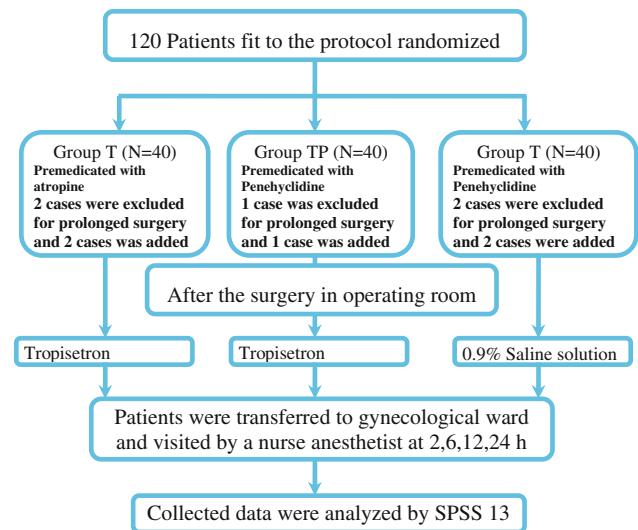 120 Patients fit to the protocol randomized
Group T (N=40)
Premedicated with
atropine
2 cases were excluded
for prolonged surgery
and 2 cases was added
Group TP (N=40)
Premedicated with
Penehyclidine
1 case was excluded
for prolonged surgery
and 1 case was added
Group T (N=40)
Premedicated with
Penehyclidine
2 cases were excluded
for prolonged surgery
and 2 cases were added
After the surgery in operating room
Tropisetron
Tropisetron
0.9% Saline solution
Patients were transferred to gynecological ward
and visited by a nurse anesthetist at 2,6,12,24 h
Collected data were analyzed by SPSS 13